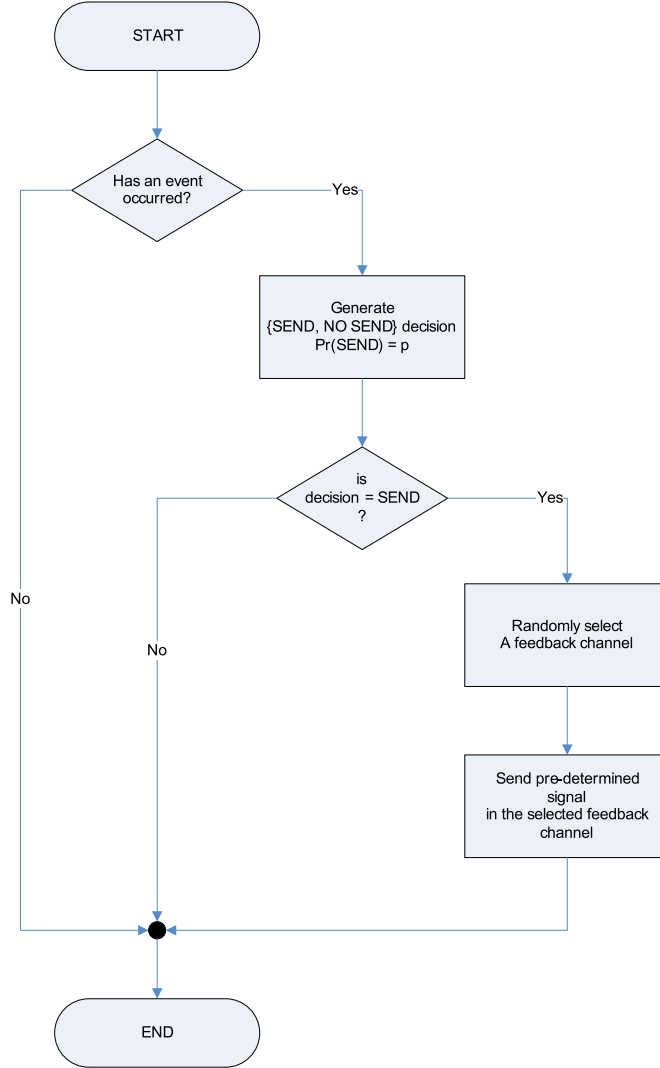 START
Has an event
occurred?
Yes
Generate
{SEND, NO SEND} decision
Pr(SEND) = p
is
decision = SEND
?
Yes
No
Randomly select
A feedback channel
No
Send pre-determined
signal
in the selected feedback
channel
END